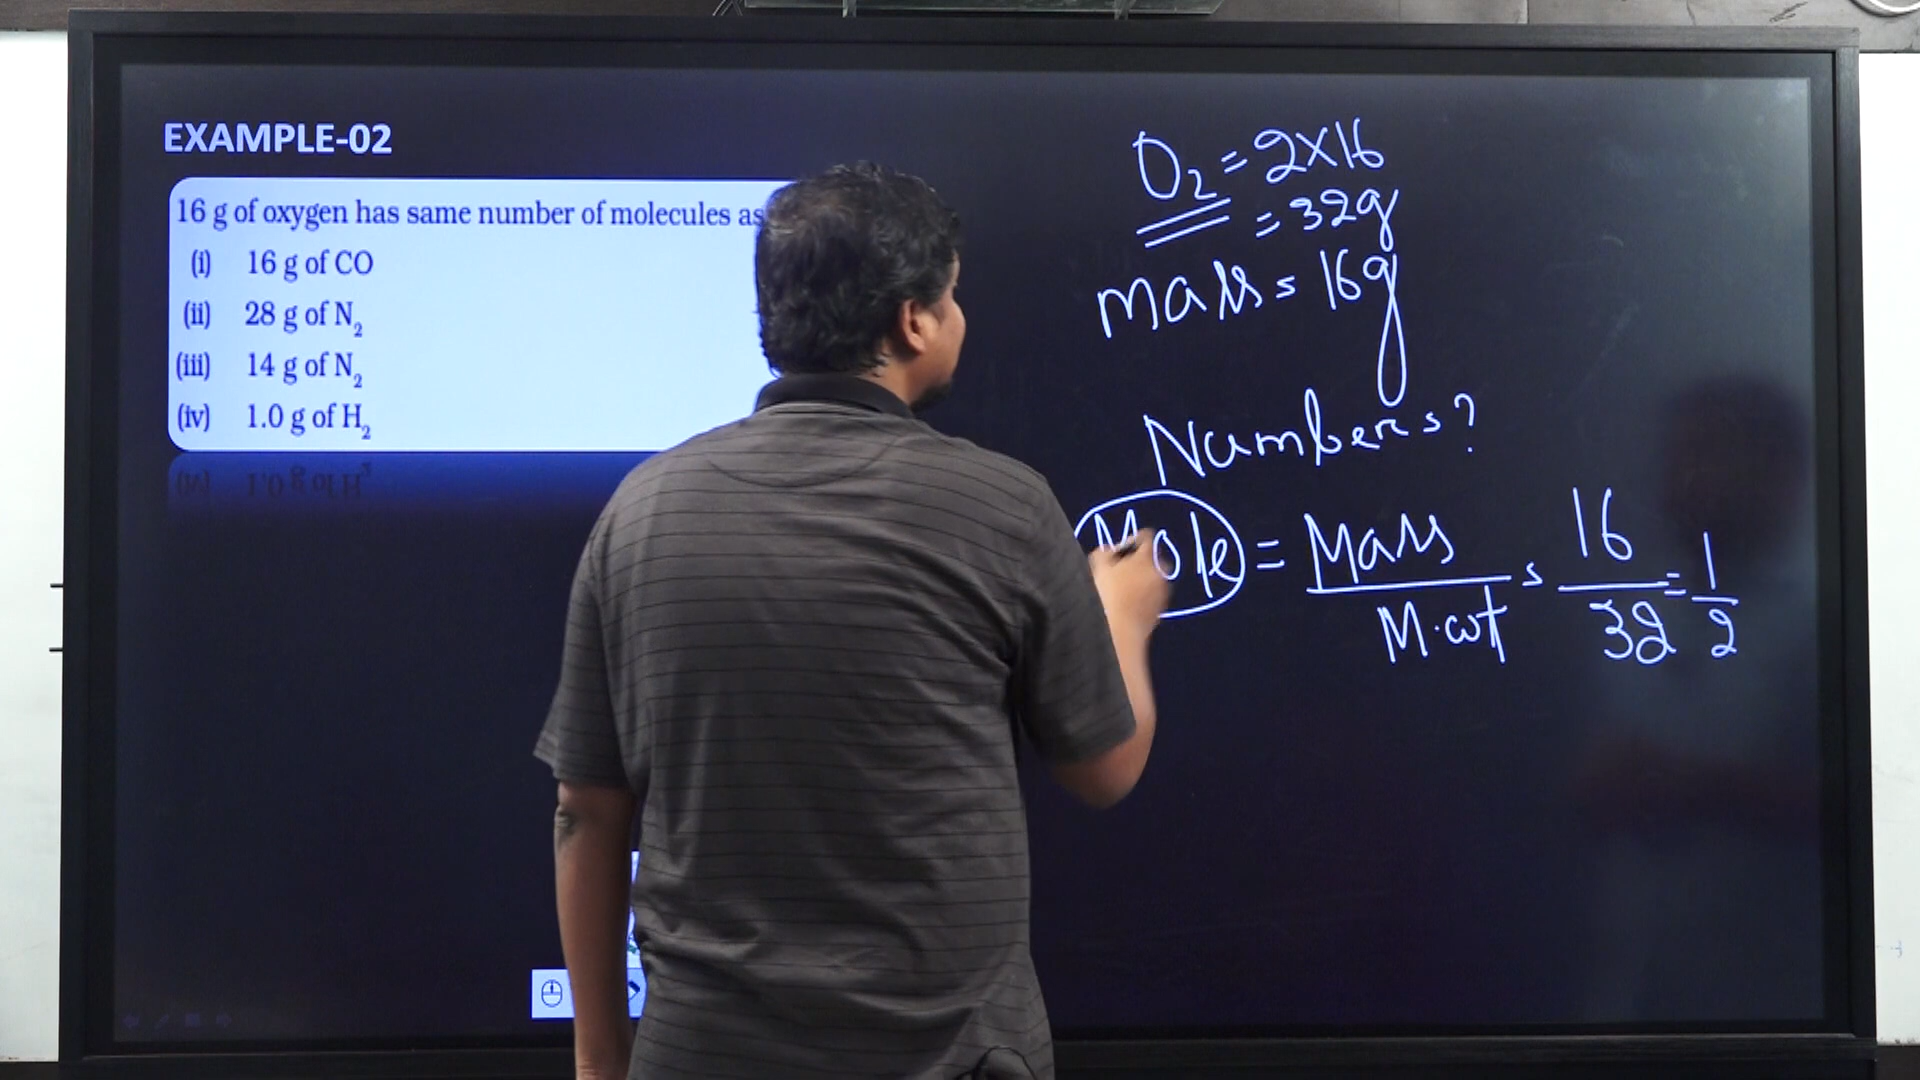 EXAMPLE-02
16 g of oxygen has same number of molecules as
(i) 16 g of CO
(ii) 28 g of N₂
(iii) 14 g of N₂
(iv) 1.0 g of H₂
O₂ = 2×16
= 32g
mass = 16g
Numbers?
Mole = Mass / M.wt = 16 / 32 = 1 / 2